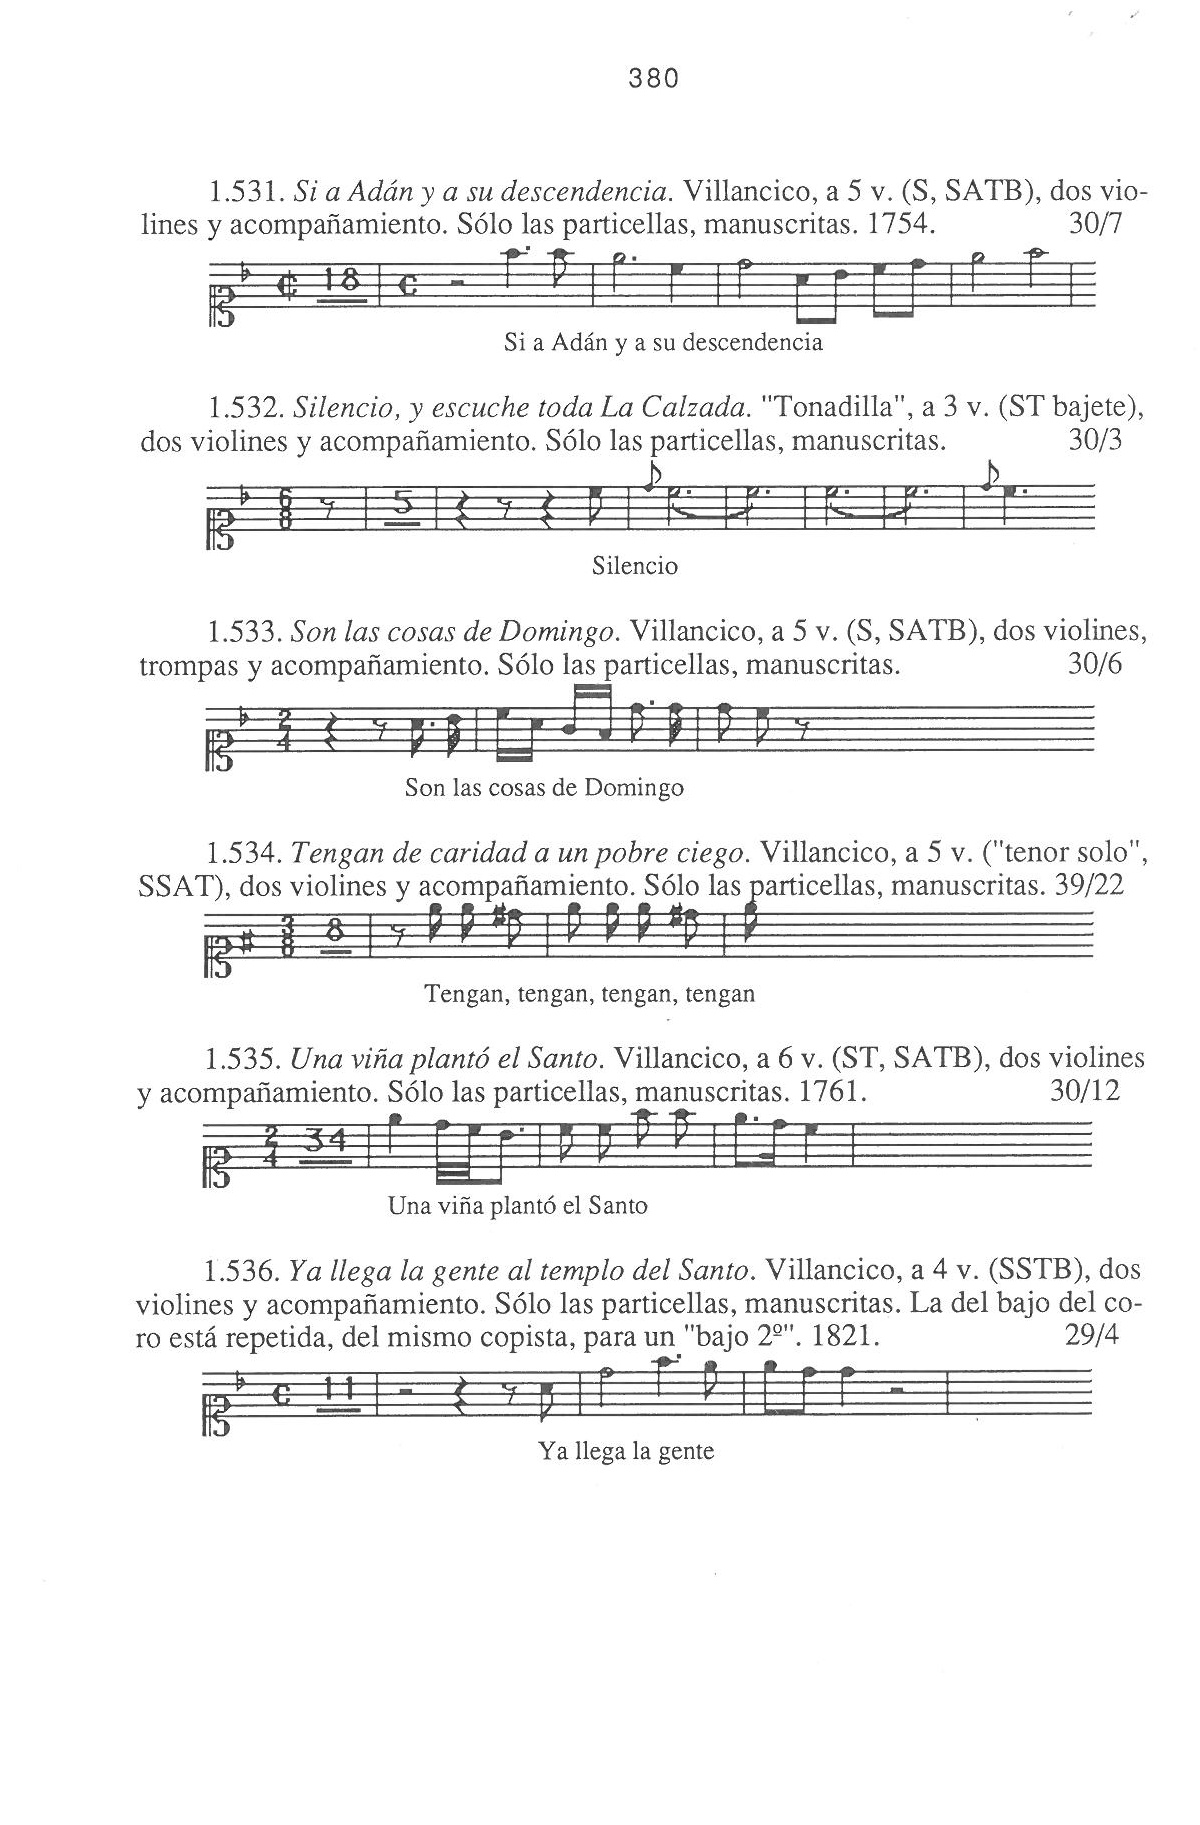 380
1.531. Si a Adán y a su descendencia. Villancico, a 5 v. (S, SATB), dos vio-
lines y acompañamiento. Sólo las particellas, manuscritas. 1754. 30/7
18
Si a Adán y a su descendencia
1.532. Silencio, y escuche toda La Calzada. "Tonadilla", a 3 v. (ST bajete),
dos violines y acompañamiento. Sólo las particellas, manuscritas. 30/3
6 8 5
Silencio
1.533. Son las cosas de Domingo. Villancico, a 5 v. (S, SATB), dos violines,
trompas y acompañamiento. Sólo las particellas, manuscritas. 30/6
2 4
Son las cosas de Domingo
1.534. Tengan de caridad a un pobre ciego. Villancico, a 5 v. ("tenor solo",
SSAT), dos violines y acompañamiento. Sólo las particellas, manuscritas. 39/22
3 8 8
Tengan, tengan, tengan, tengan
1.535. Una viña plantó el Santo. Villancico, a 6 v. (ST, SATB), dos violines
y acompañamiento. Sólo las particellas, manuscritas. 1761. 30/12
2 4 34
Una viña plantó el Santo
1.536. Ya llega la gente al templo del Santo. Villancico, a 4 v. (SSTB), dos
violines y acompañamiento. Sólo las particellas, manuscritas. La del bajo del co-
ro está repetida, del mismo copista, para un "bajo 2º". 1821. 29/4
11
Ya llega la gente